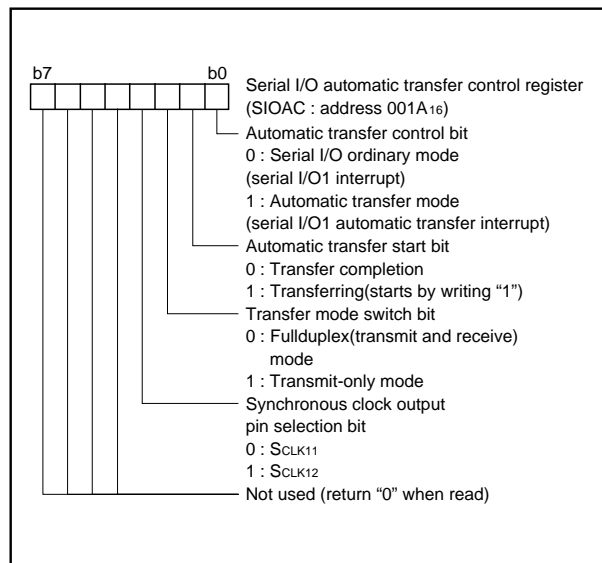 b7 b0
Serial I/O automatic transfer control register
(SIOAC : address 001A16)
Automatic transfer control bit
0 : Serial I/O ordinary mode
(serial I/O1 interrupt)
1 : Automatic transfer mode
(serial I/O1 automatic transfer interrupt)
Automatic transfer start bit
0 : Transfer completion
1 : Transferring(starts by writing “1”)
Transfer mode switch bit
0 : Fullduplex(transmit and receive)
mode
1 : Transmit-only mode
Synchronous clock output
pin selection bit
0 : SCLK11
1 : SCLK12
Not used (return “0” when read)